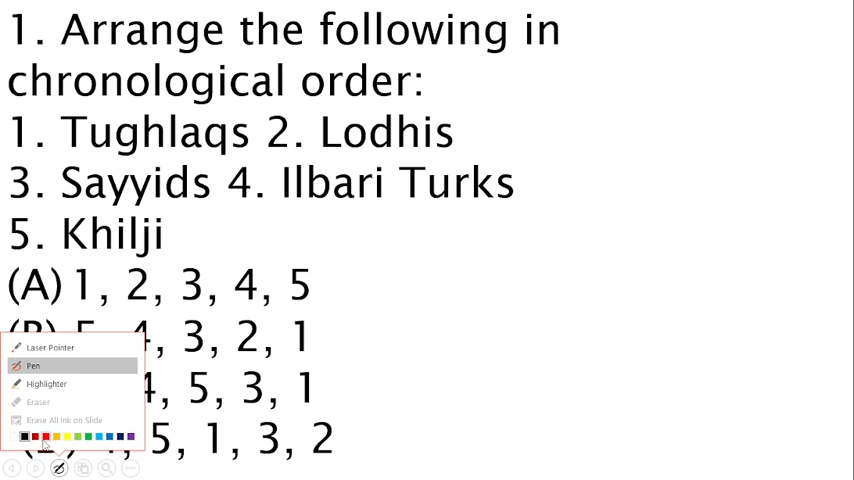 1. Arrange the following in
chronological order:
1. Tughlaqs 2. Lodhis
3. Sayyids 4. Ilbari Turks
5. Khilji
(A) 1, 2, 3, 4, 5
(B) 5, 4, 3, 2, 1
4, 5, 3, 1
5, 1, 3, 2
Laser Pointer
Pen
Highlighter
Eraser
Erase All Ink on Slide